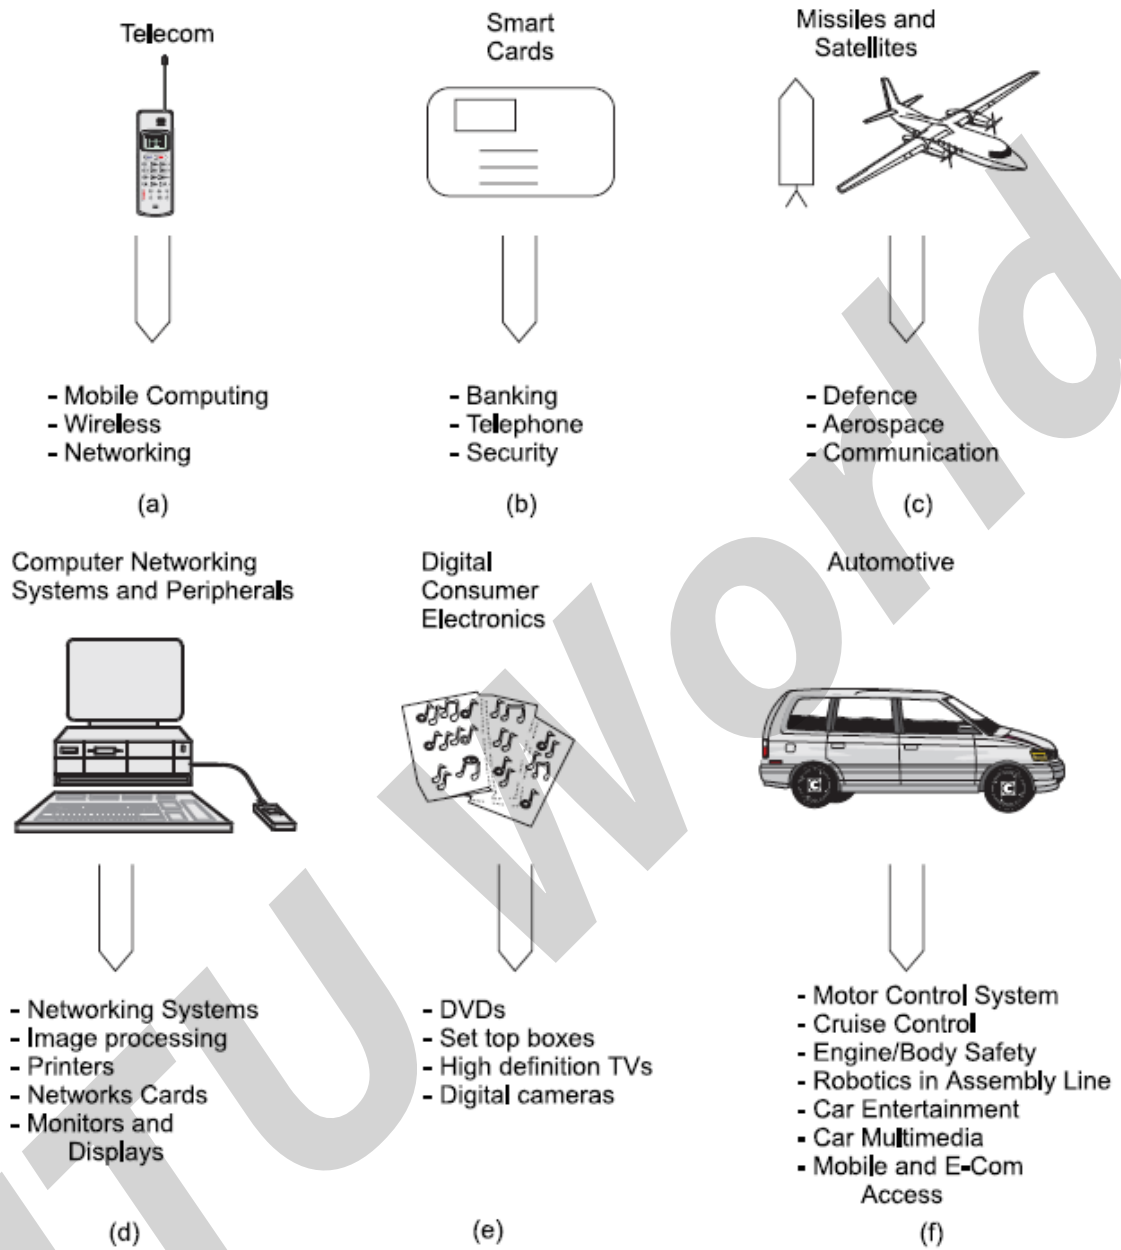 Telecom
- Mobile Computing
- Wireless
- Networking
(a)
Smart
Cards
- Banking
- Telephone
- Security
(b)
Missiles and
Satellites
- Defence
- Aerospace
- Communication
(c)
Computer Networking
Systems and Peripherals
- Networking Systems
- Image processing
- Printers
- Networks Cards
- Monitors and
Displays
(d)
Digital
Consumer
Electronics
- DVDs
- Set top boxes
- High definition TVs
- Digital cameras
(e)
Automotive
C
C
- Motor Control System
- Cruise Control
- Engine/Body Safety
- Robotics in Assembly Line
- Car Entertainment
- Car Multimedia
- Mobile and E-Com
Access
(f)
TU World